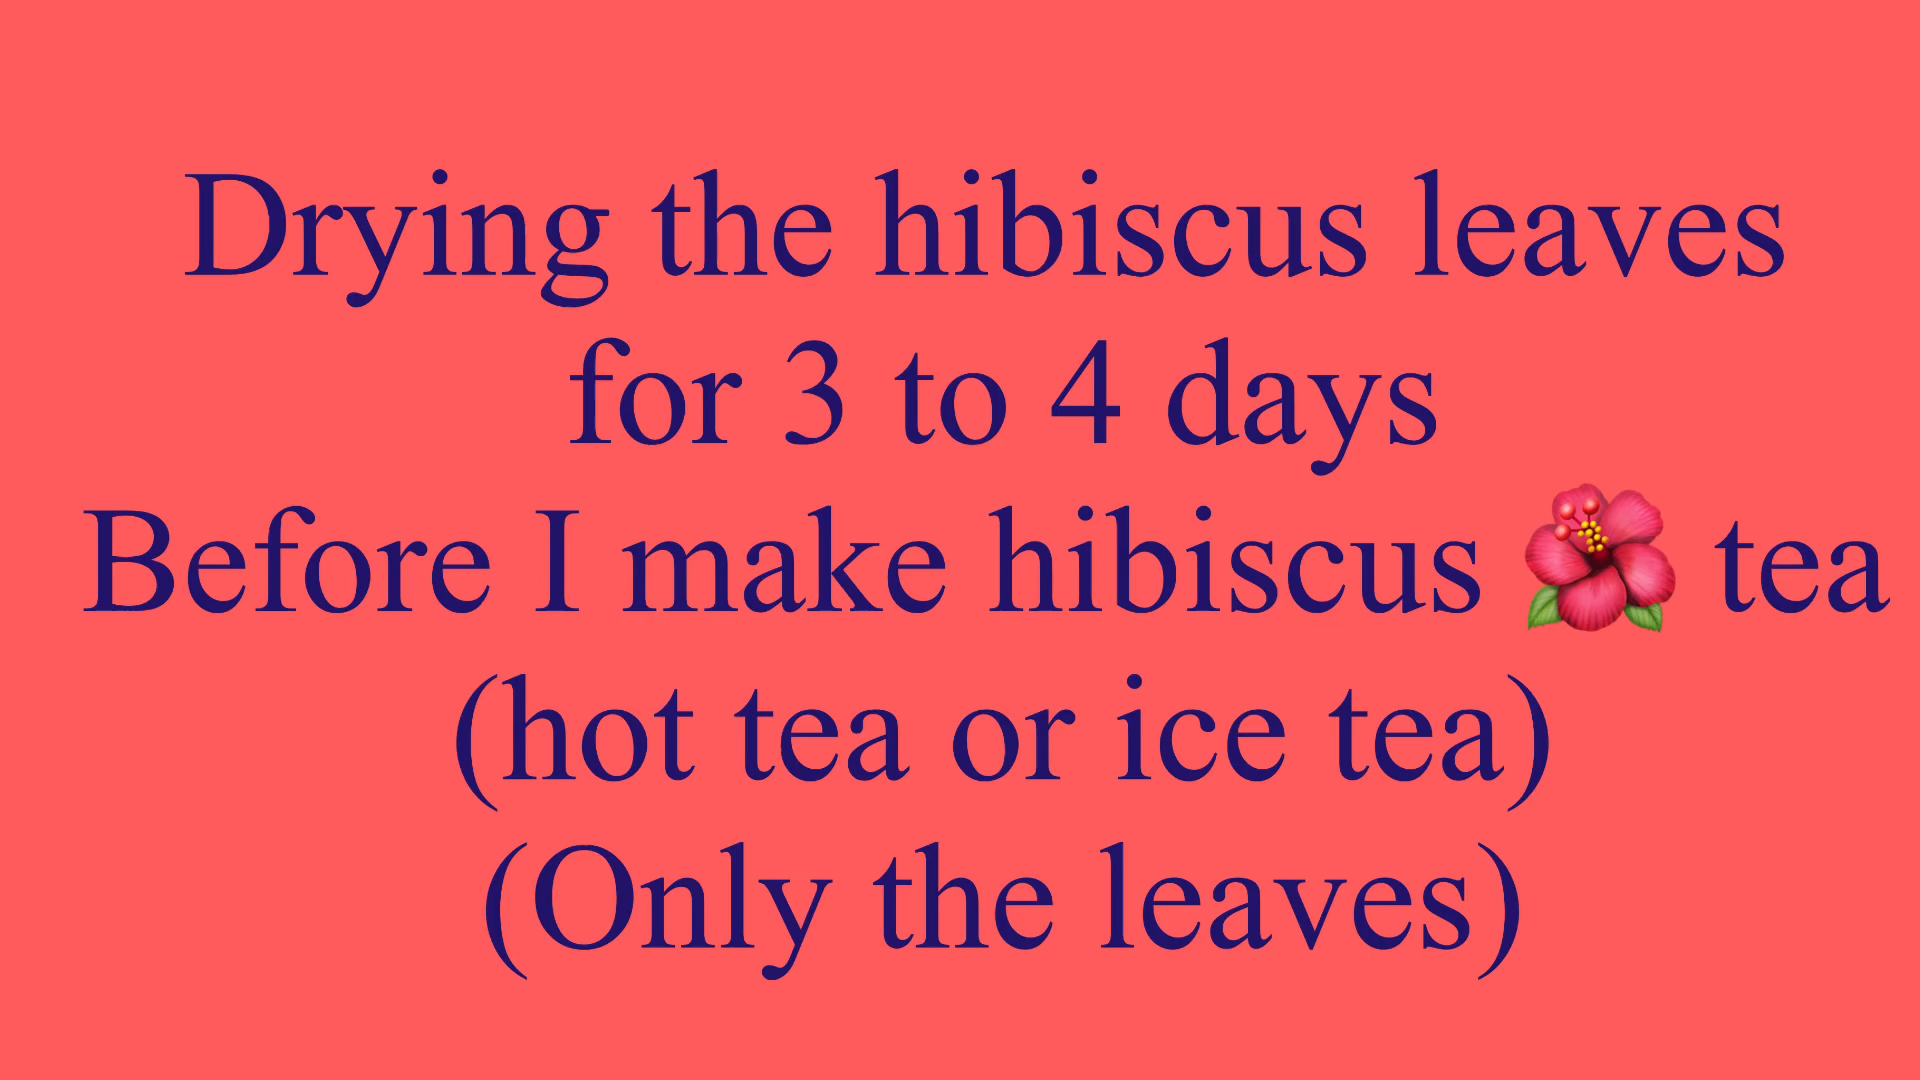 Drying the hibiscus leaves
for 3 to 4 days
Before I make hibiscus 🌺 tea
(hot tea or ice tea)
(Only the leaves)